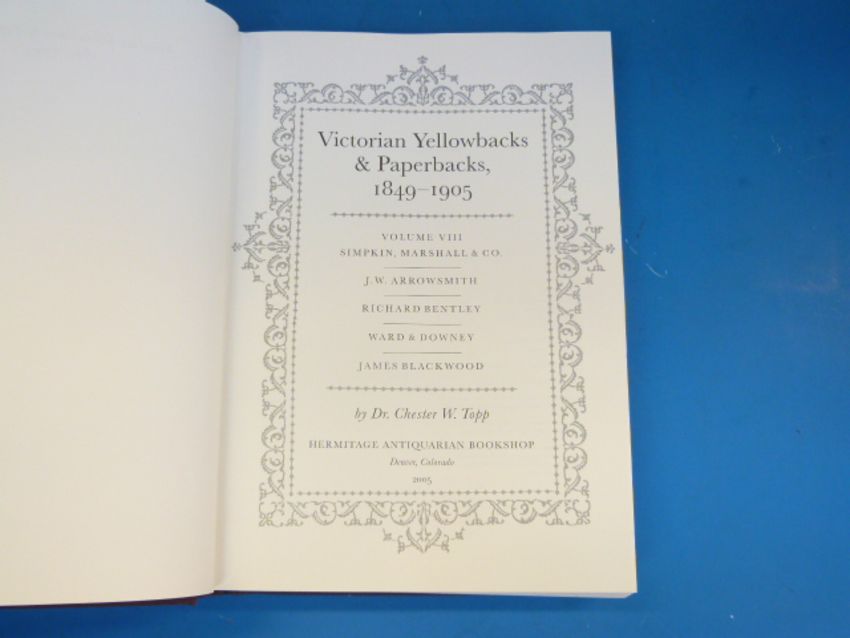 Victorian Yellowbacks
& Paperbacks,
1849–1905
VOLUME VIII
SIMPKIN, MARSHALL & CO.
J. W. ARROWSMITH
RICHARD BENTLEY
WARD & DOWNEY
JAMES BLACKWOOD
by Dr. Chester W. Topp
HERMITAGE ANTIQUARIAN BOOKSHOP
Denver, Colorado
2005